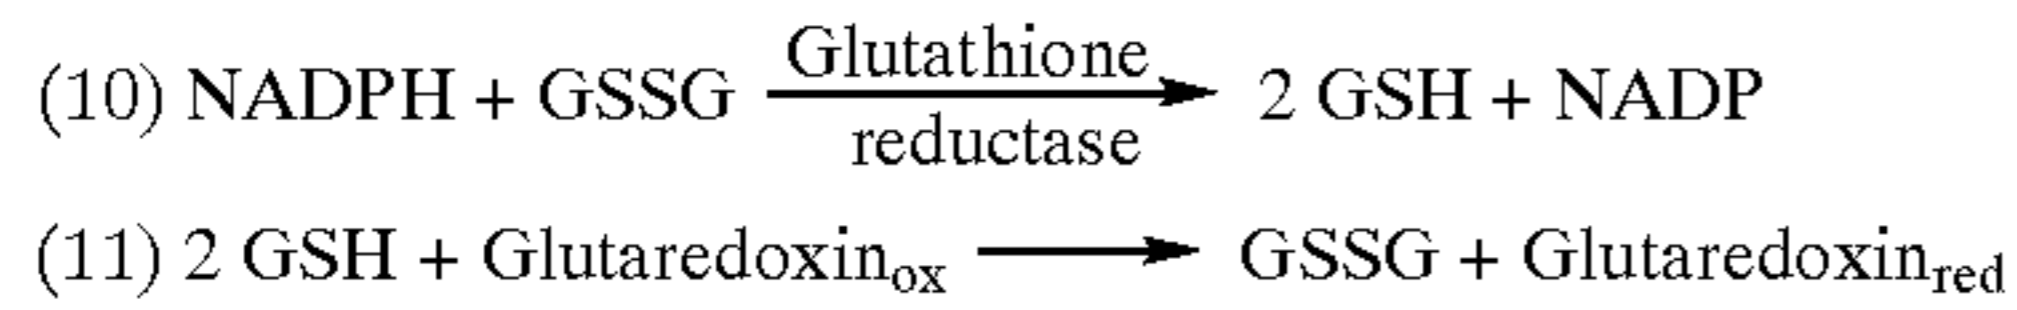 (10) NADPH + GSSG Glutathione reductase 2 GSH + NADP
(11) 2 GSH + Glutaredoxinox GSSG + Glutaredoxinred